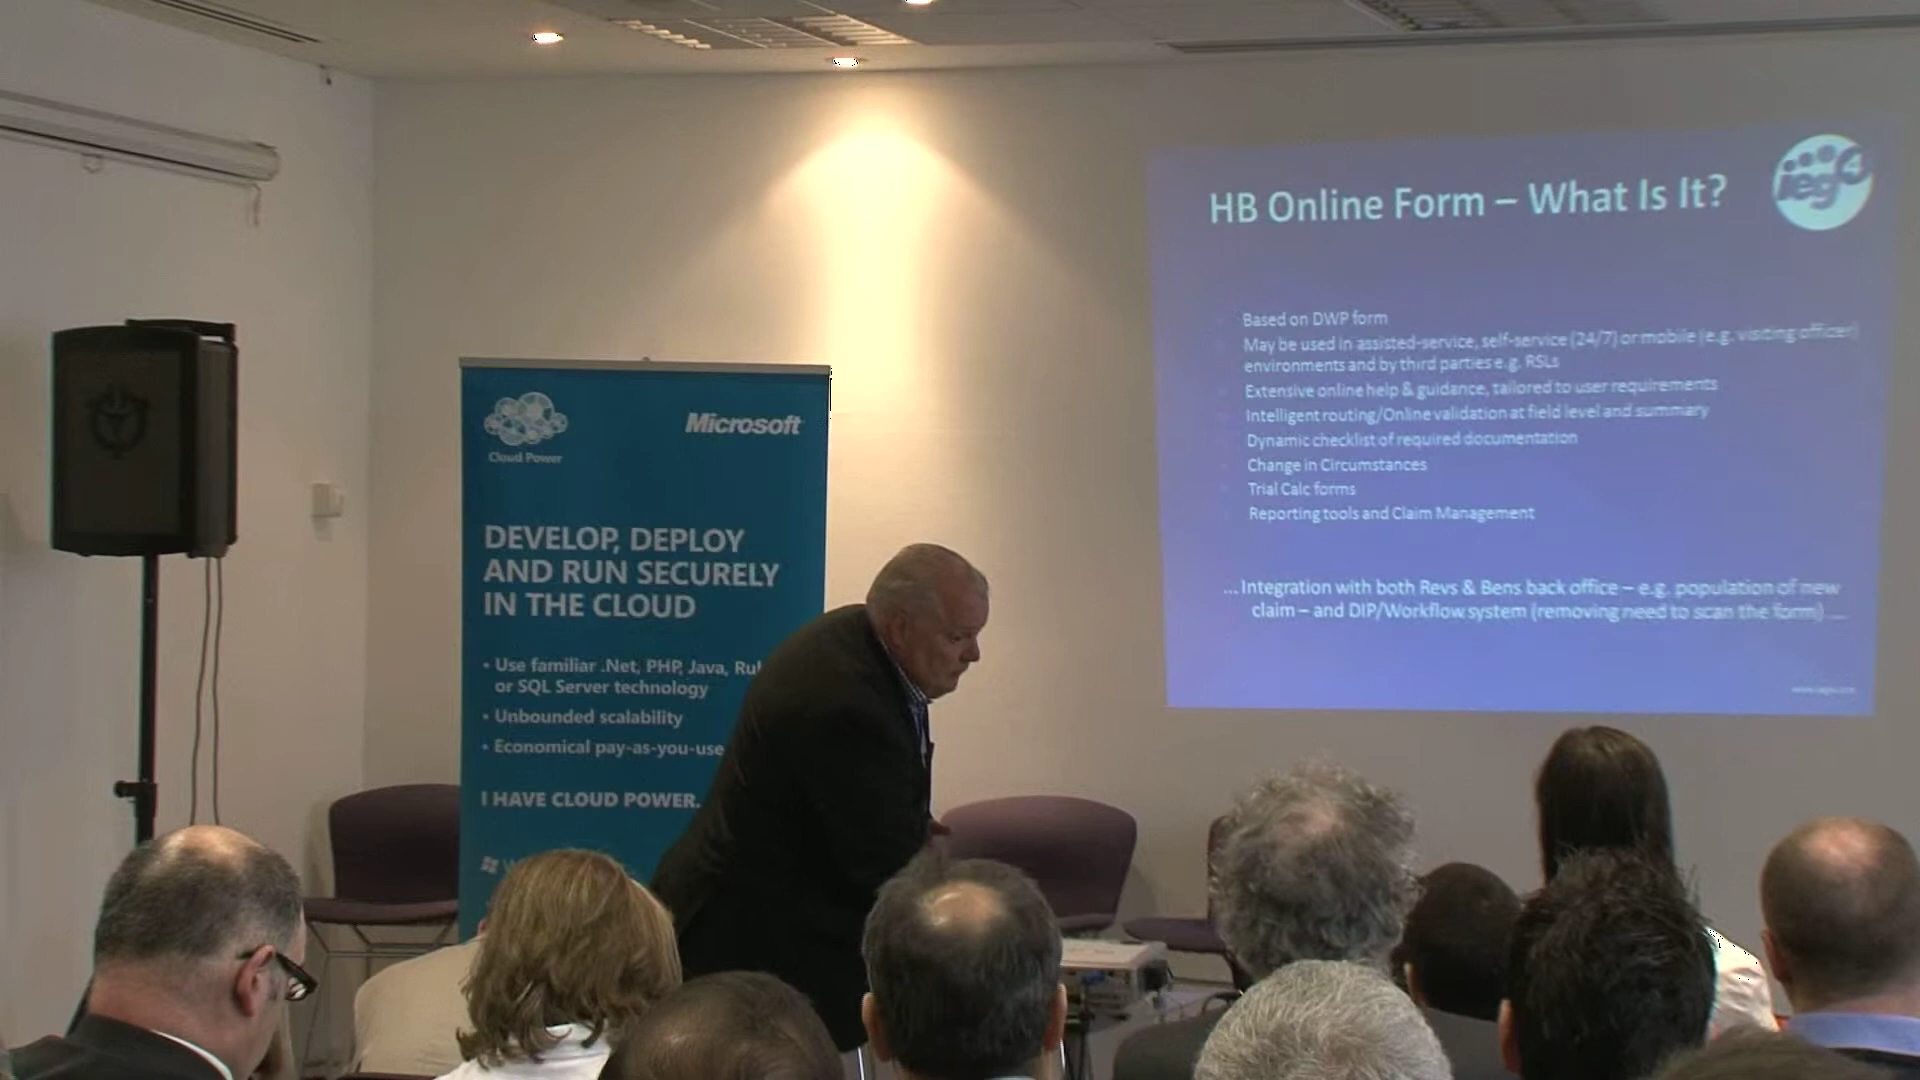 HB Online Form – What Is It?
ieg4
Based on DWP form
May be used in assisted-service, self-service (24/7) or mobile (e.g. visiting officer)
environments and by third parties e.g. RSLs
Extensive online help & guidance, tailored to user requirements
Intelligent routing/Online validation at field level and summary
Dynamic checklist of required documentation
Change in Circumstances
Trial Calc forms
Reporting tools and Claim Management
... Integration with both Revs & Bens back office – e.g. population of new
claim – and DIP/Workflow system (removing need to scan the form) ...
Cloud Power
Microsoft
DEVELOP, DEPLOY
AND RUN SECURELY
IN THE CLOUD
• Use familiar .Net, PHP, Java,
or SQL Server technology
• Unbounded scalability
• Economical pay-as-you-use
I HAVE CLOUD POWER.